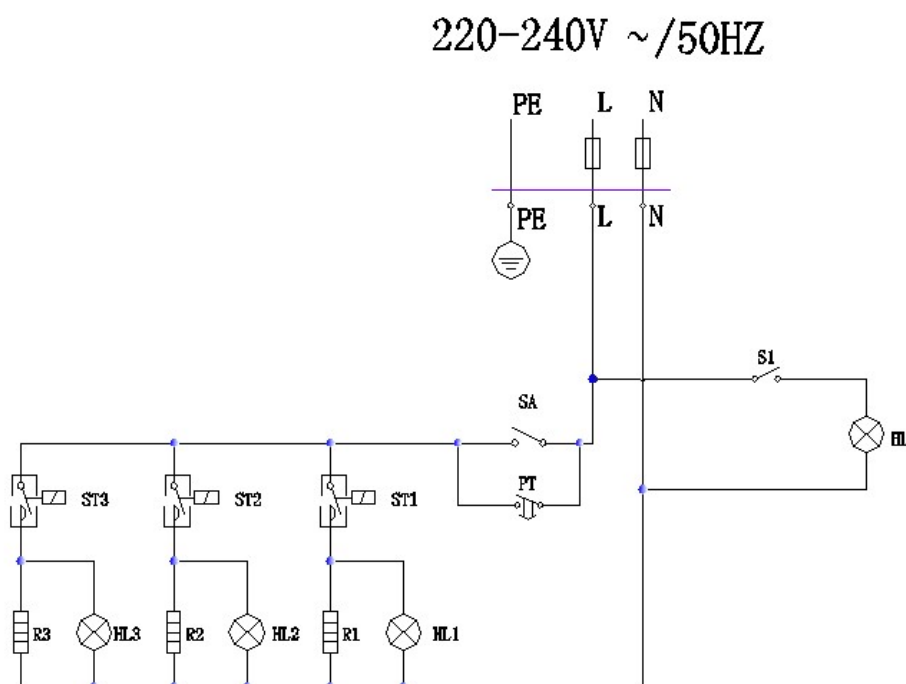 220-240V ~/50HZ
PE L N
PE L N
S1
SA
HL
PT
ST3 ST2 ST1
R3 HL3 R2 HL2 R1 HL1